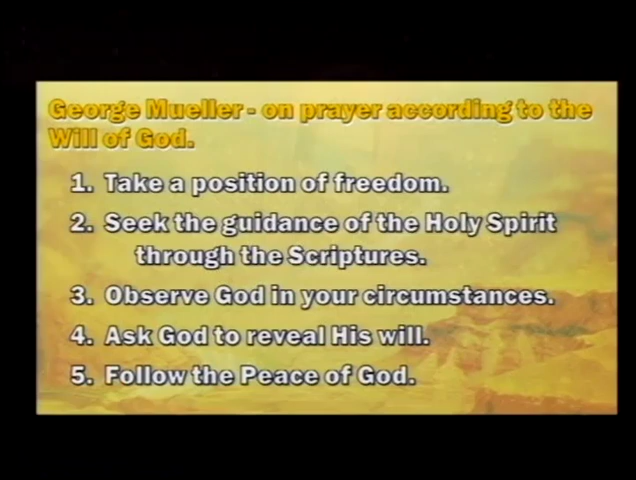 George Mueller - on prayer according to the
Will of God.
1. Take a position of freedom.
2. Seek the guidance of the Holy Spirit
through the Scriptures.
3. Observe God in your circumstances.
4. Ask God to reveal His will.
5. Follow the Peace of God.